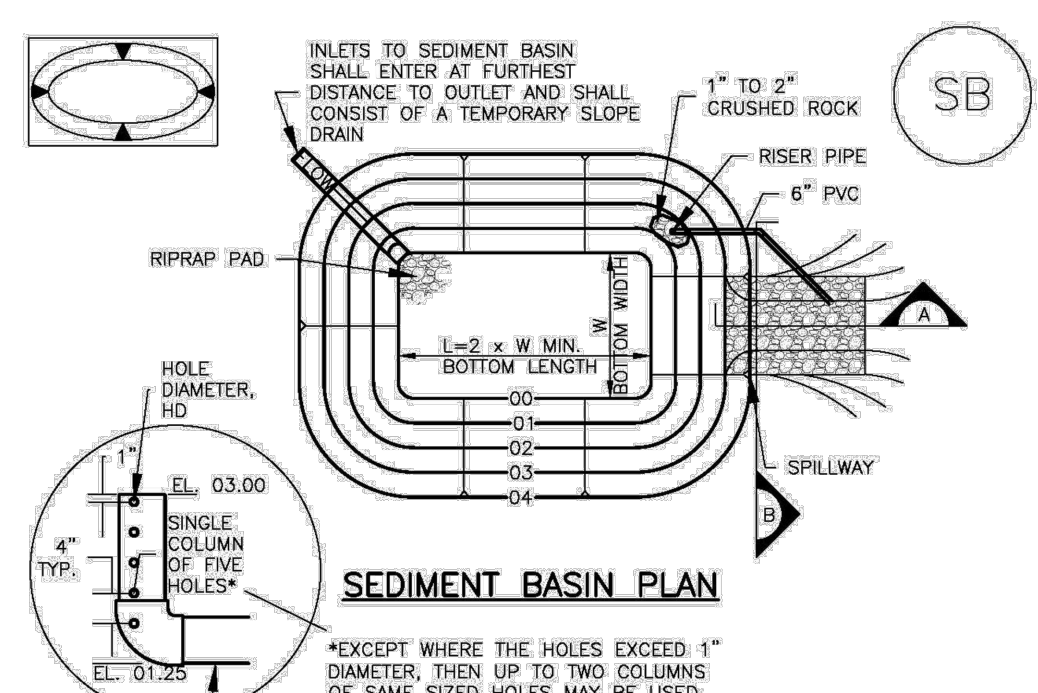 INLETS TO SEDIMENT BASIN
SHALL ENTER AT FURTHEST
DISTANCE TO OUTLET AND SHALL
CONSIST OF A TEMPORARY SLOPE
DRAIN
1" TO 2"
CRUSHED ROCK
SB
RISER PIPE
6" PVC
FLOW
RIPRAP PAD
BOTTOM WIDTH
W
L=2 x W MIN.
BOTTOM LENGTH
A
00
01
02
03
04
SPILLWAY
B
HOLE
DIAMETER,
HD
1"
EL. 03.00
SINGLE
COLUMN
OF FIVE
HOLES*
4"
TYP.
EL. 01.25
SEDIMENT BASIN PLAN
*EXCEPT WHERE THE HOLES EXCEED 1"
DIAMETER, THEN UP TO TWO COLUMNS
OF SAME SIZED HOLES MAY BE USED